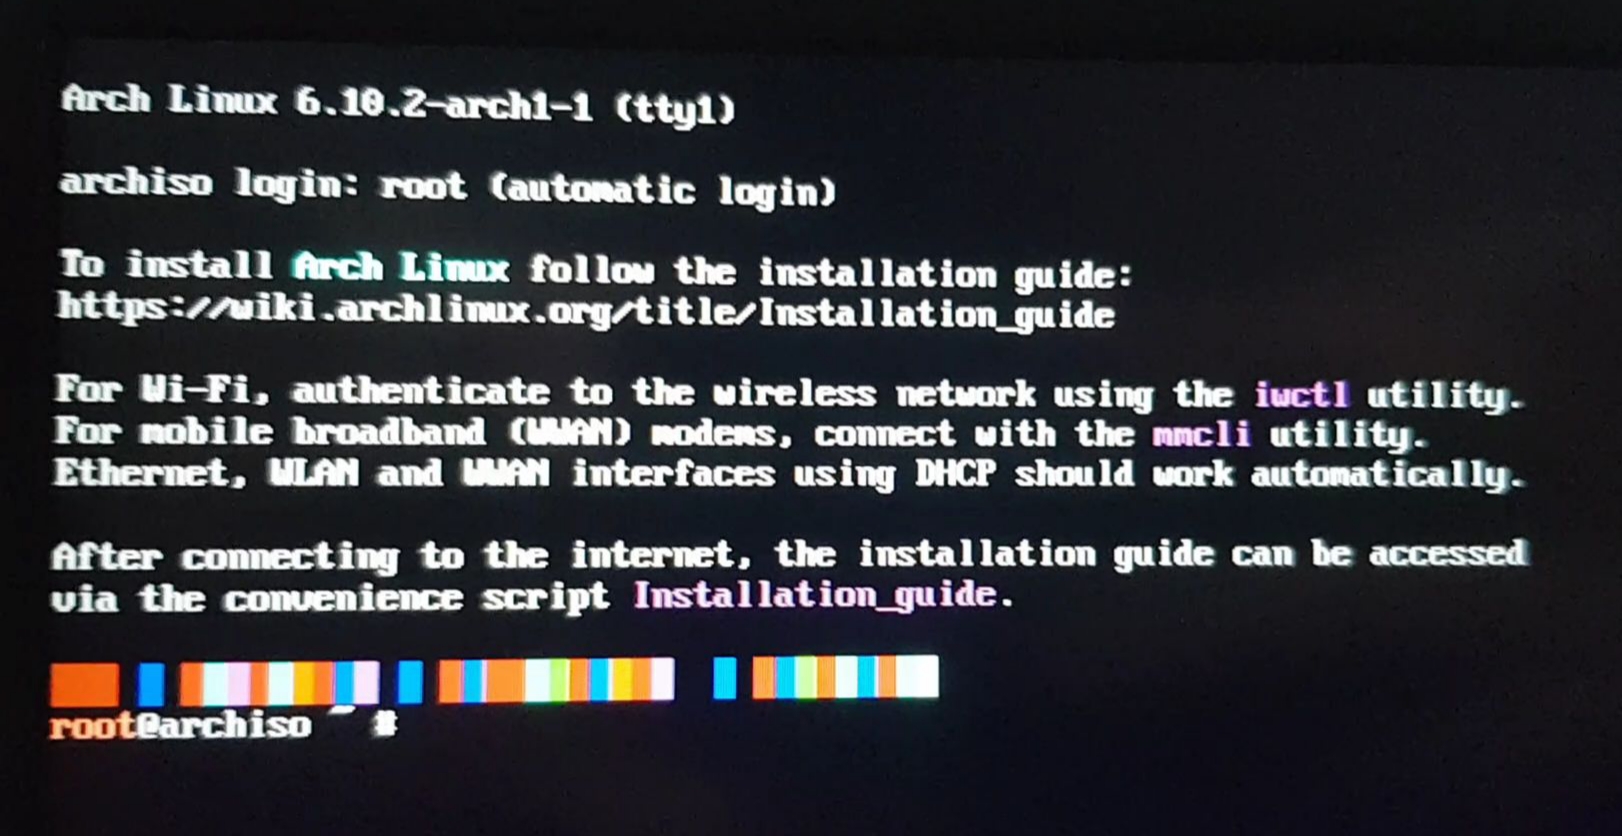 Arch Linux 6.10.2-arch1-1 (tty1)
archiso login: root (automatic login)
To install Arch Linux follow the installation guide:
https://wiki.archlinux.org/title/Installation_guide
For Wi-Fi, authenticate to the wireless network using the iwctl utility.
For mobile broadband (WWAN) modems, connect with the mmcli utility.
Ethernet, WLAN and WWAN interfaces using DHCP should work automatically.
After connecting to the internet, the installation guide can be accessed
via the convenience script Installation_guide.
root@archiso ~ #